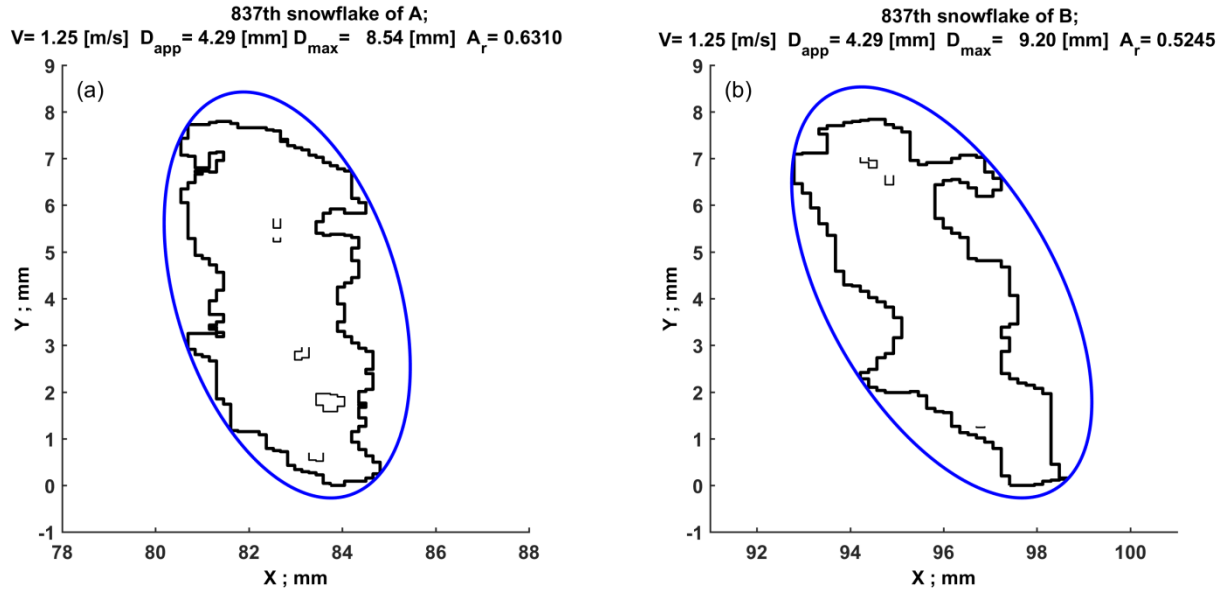 837th snowflake of A;
V= 1.25 [m/s] D_app= 4.29 [mm] D_max= 8.54 [mm] A_r= 0.6310
(a)
9
8
7
6
5
4
3
2
1
0
-1
Y ; mm
78 80 82 84 86 88
X ; mm
837th snowflake of B;
V= 1.25 [m/s] D_app= 4.29 [mm] D_max= 9.20 [mm] A_r= 0.5245
(b)
9
8
7
6
5
4
3
2
1
0
-1
Y ; mm
92 94 96 98 100
X ; mm